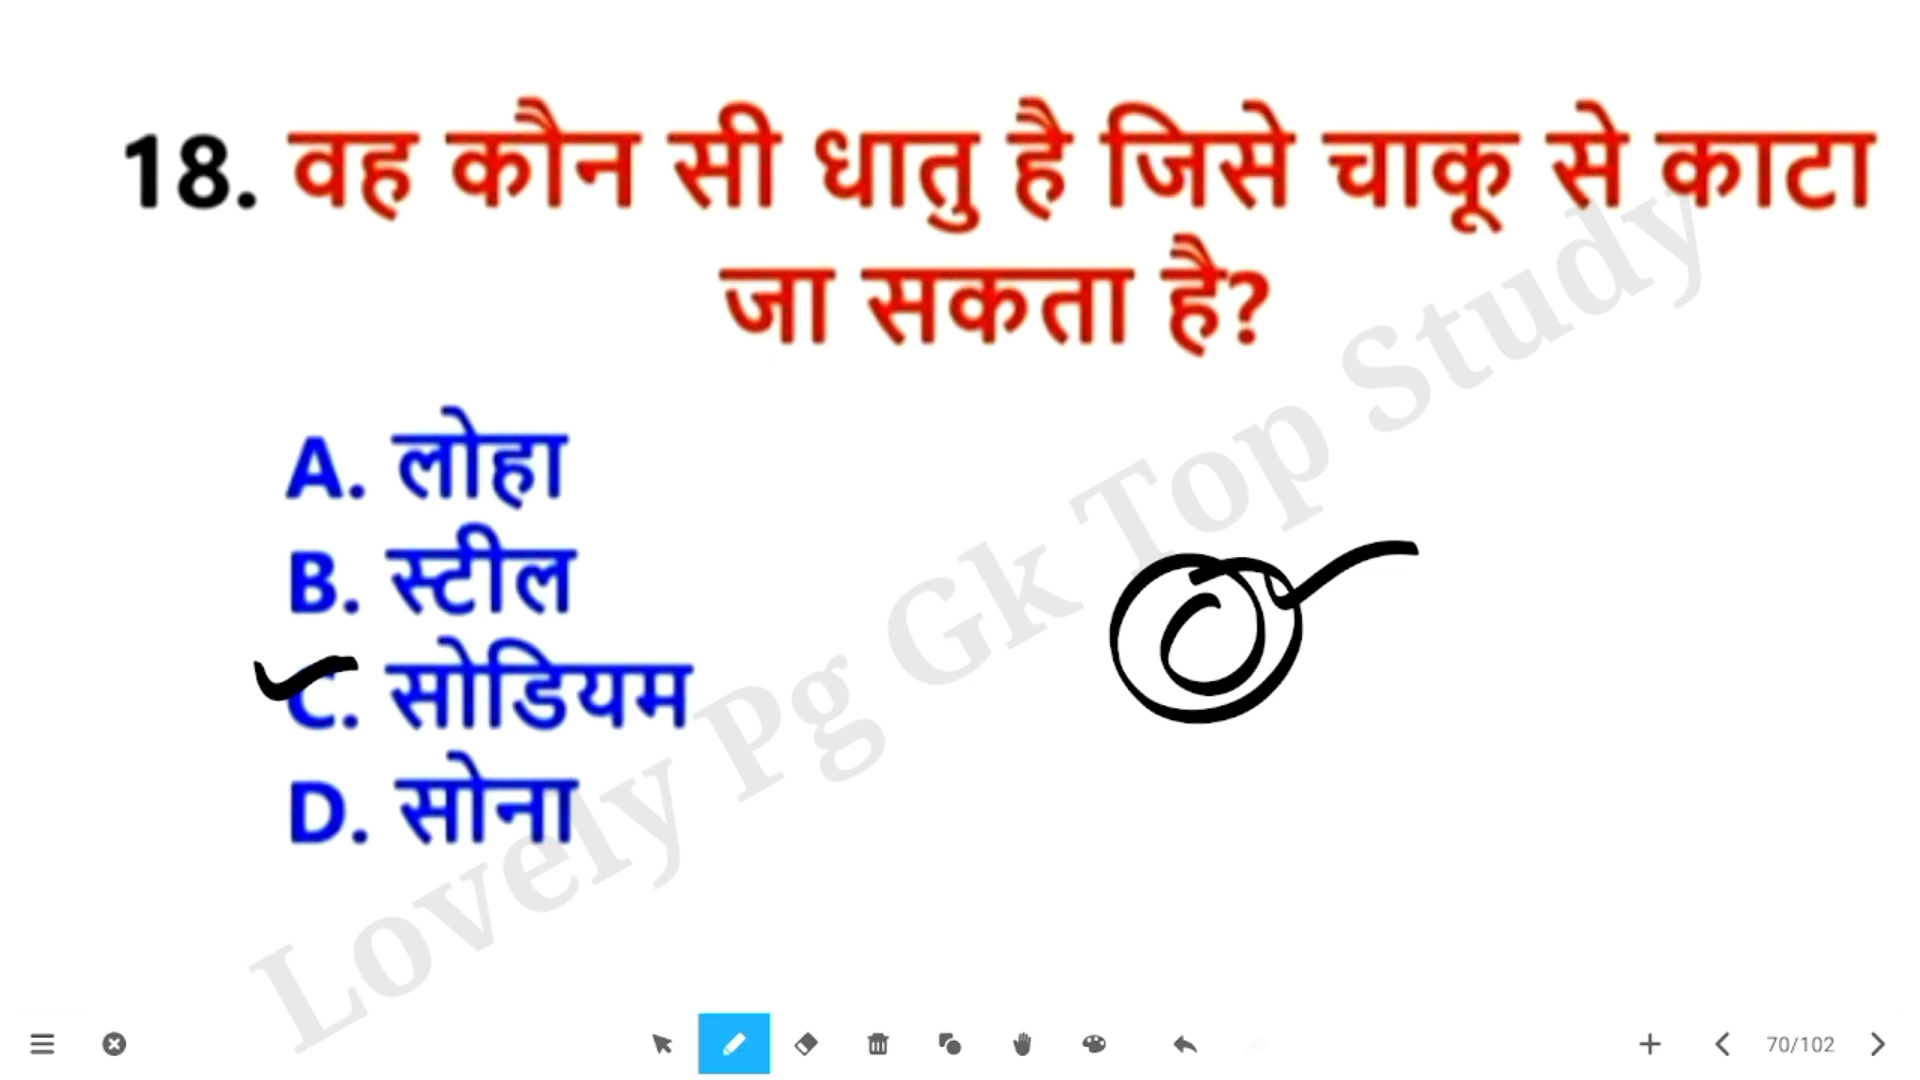 18. वह कौन सी धातु है जिसे चाकू से काटा
जा सकता है?
A. लोहा
B. स्टील
C. सोडियम
D. सोना
Lovely Pg Gk Top Study
70/102